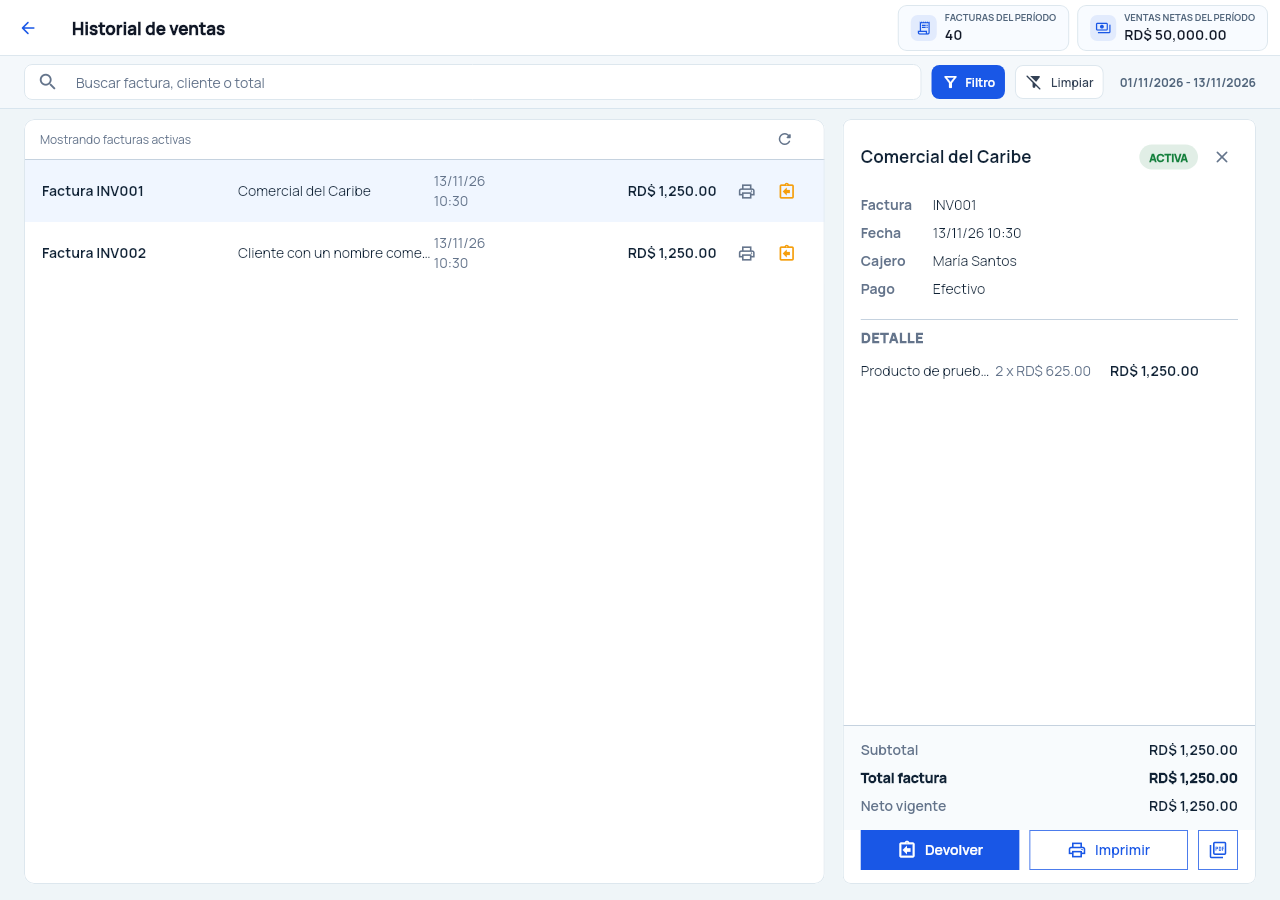 Historial de ventas
FACTURAS DEL PERÍODO
40
VENTAS NETAS DEL PERÍODO
RD$ 50,000.00
Buscar factura, cliente o total
Filtro
Limpiar
01/11/2026 - 13/11/2026
Mostrando facturas activas
Factura INV001
Comercial del Caribe
13/11/26
10:30
RD$ 1,250.00
Factura INV002
Cliente con un nombre come...
13/11/26
10:30
RD$ 1,250.00
Comercial del Caribe
ACTIVA
Factura INV001
Fecha 13/11/26 10:30
Cajero María Santos
Pago Efectivo
DETALLE
Producto de prueb... 2 x RD$ 625.00 RD$ 1,250.00
Subtotal RD$ 1,250.00
Total factura RD$ 1,250.00
Neto vigente RD$ 1,250.00
Devolver
Imprimir
PDF